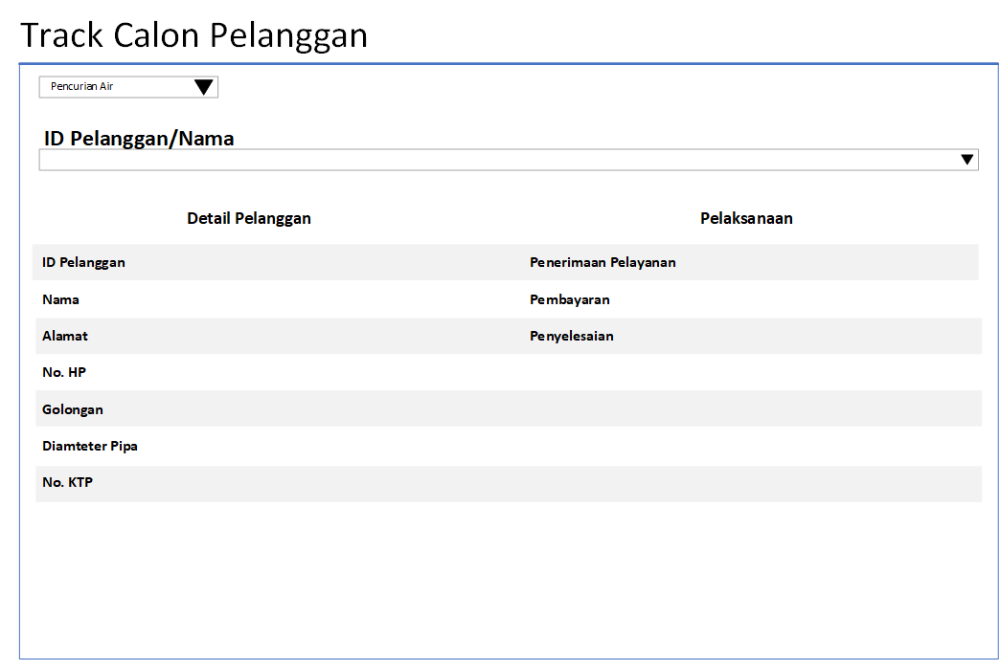 Track Calon Pelanggan
Pencurian Air
ID Pelanggan/Nama
Detail Pelanggan Pelaksanaan
ID Pelanggan Penerimaan Pelayanan
Nama Pembayaran
Alamat Penyelesaian
No. HP
Golongan
Diamteter Pipa
No. KTP